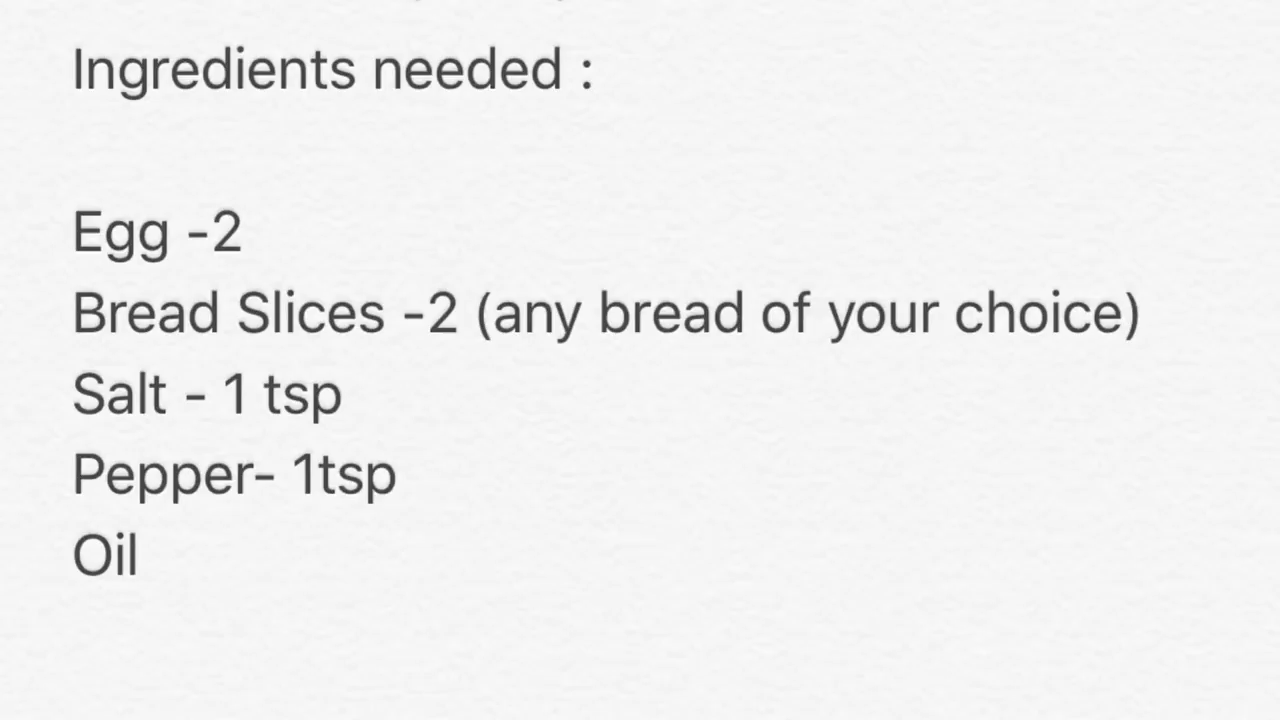 Ingredients needed :
Egg -2
Bread Slices -2 (any bread of your choice)
Salt - 1 tsp
Pepper- 1tsp
Oil